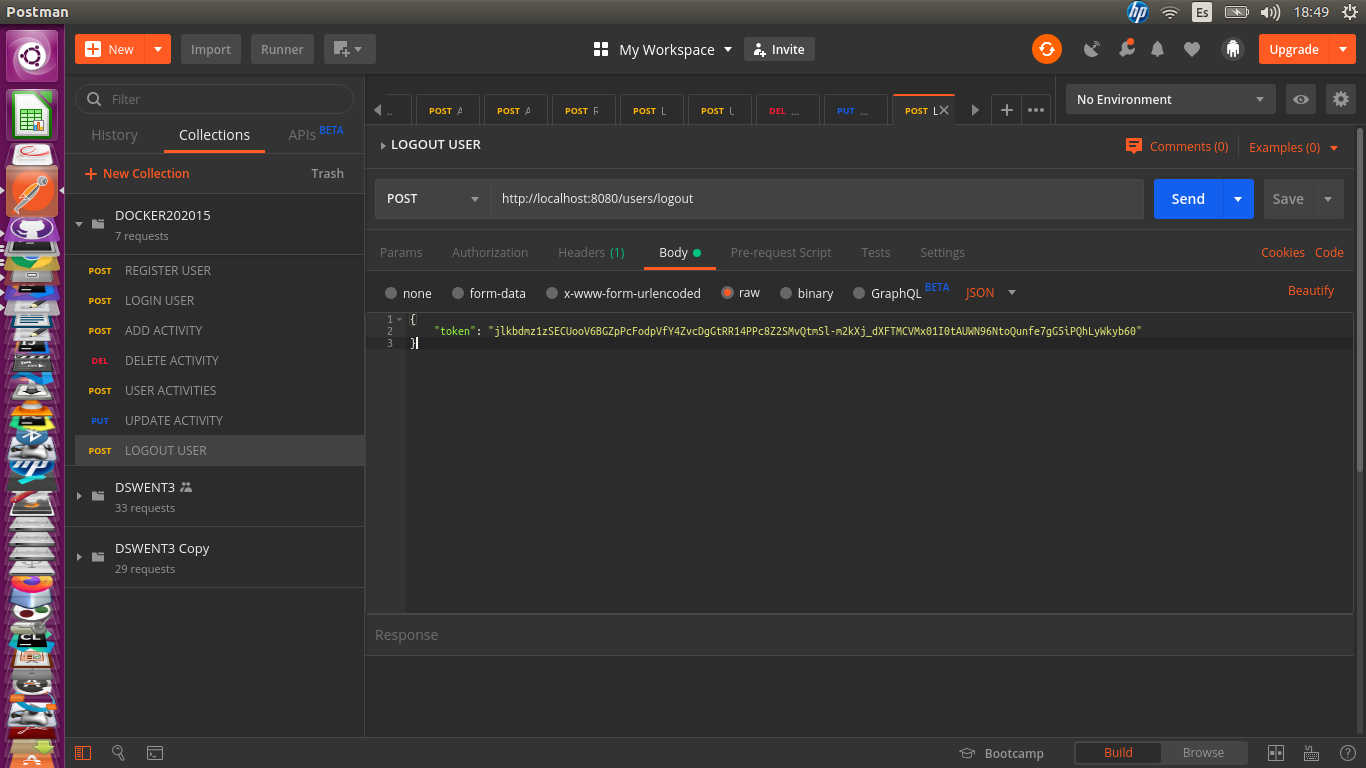 Postman
Es
18:49
New
Import
Runner
My Workspace
Invite
Upgrade
Filter
History
Collections
APIs BETA
New Collection
Trash
DOCKER202015
7 requests
POST REGISTER USER
POST LOGIN USER
POST ADD ACTIVITY
DEL DELETE ACTIVITY
POST USER ACTIVITIES
PUT UPDATE ACTIVITY
POST LOGOUT USER
DSWENT3
33 requests
DSWENT3 Copy
29 requests
..
POST A
POST A
POST R
POST L
POST U
DEL ...
PUT ...
POST L
No Environment
LOGOUT USER
Comments (0)
Examples (0)
POST
http://localhost:8080/users/logout
Send
Save
Params
Authorization
Headers (1)
Body
Pre-request Script
Tests
Settings
Cookies
Code
none
form-data
x-www-form-urlencoded
raw
binary
GraphQL BETA
JSON
Beautify
1 {
2 "token": "jlkbdmz1zSECUooV6BGZpPcFodpVfY4ZvcDgGtRR14PPc8Z2SMvQtmSl-m2kXj_dXFTMCVMx01I0tAUWN96NtoQunfe7gG5iPQhLyWkyb60"
3 }
Response
Bootcamp
Build
Browse